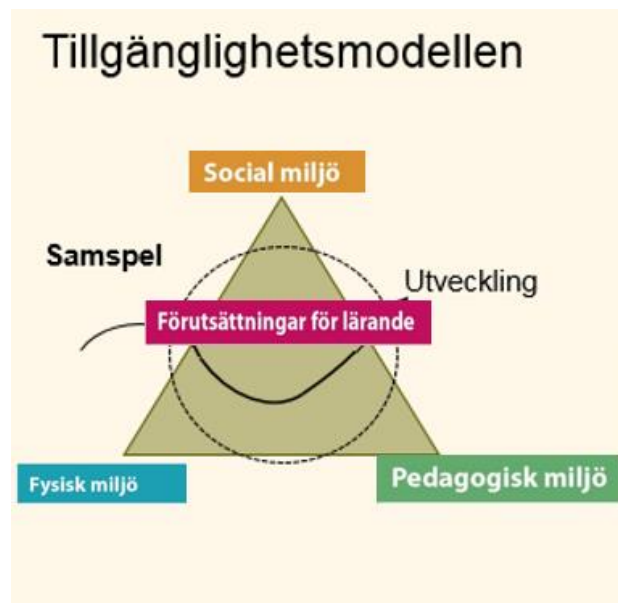 Tillgänglighetsmodellen
Social miljö
Samspel
Utveckling
Förutsättningar för lärande
Fysisk miljö
Pedagogisk miljö